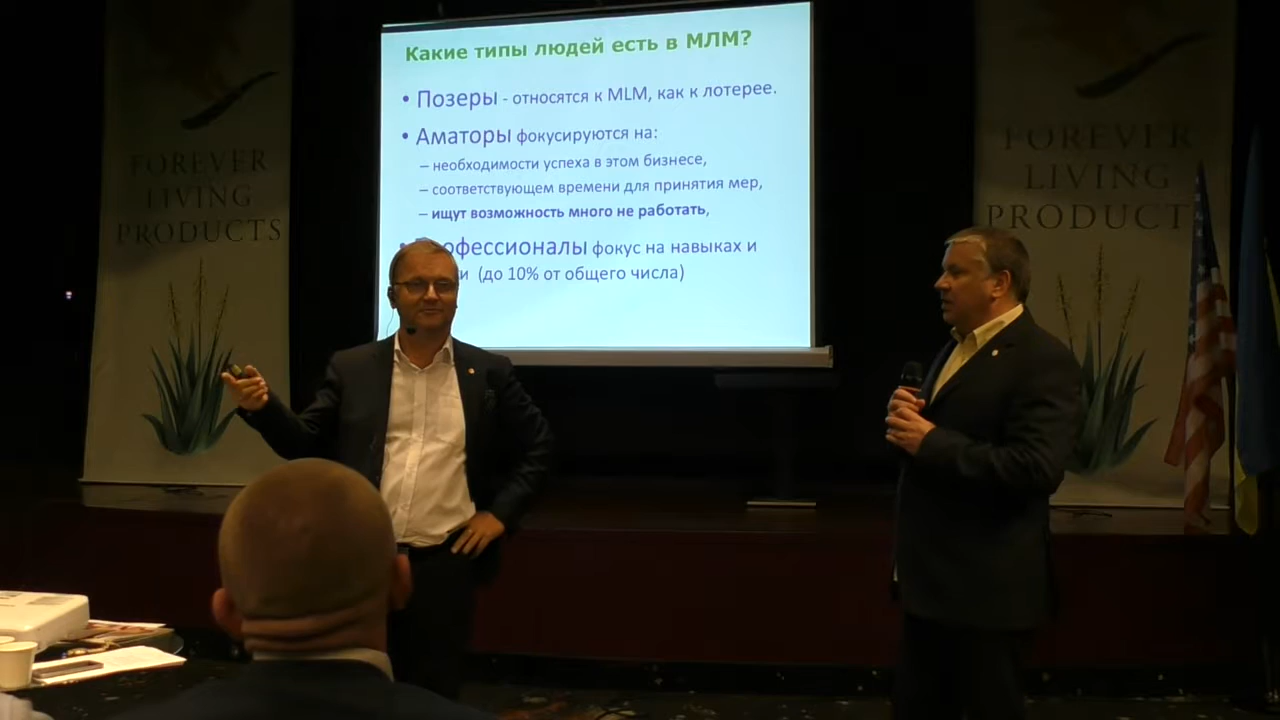 Какие типы людей есть в МЛМ?
• Позеры - относятся к MLM, как к лотерее.
• Аматоры фокусируются на:
– необходимости успеха в этом бизнесе,
– соответствующем времени для принятия мер,
– ищут возможность много не работать,
фокус на навыках и
(до 10% от общего числа)
FOREVER
LIVING
PRODUCTS
FOREVER
LIVING
PRODUCT